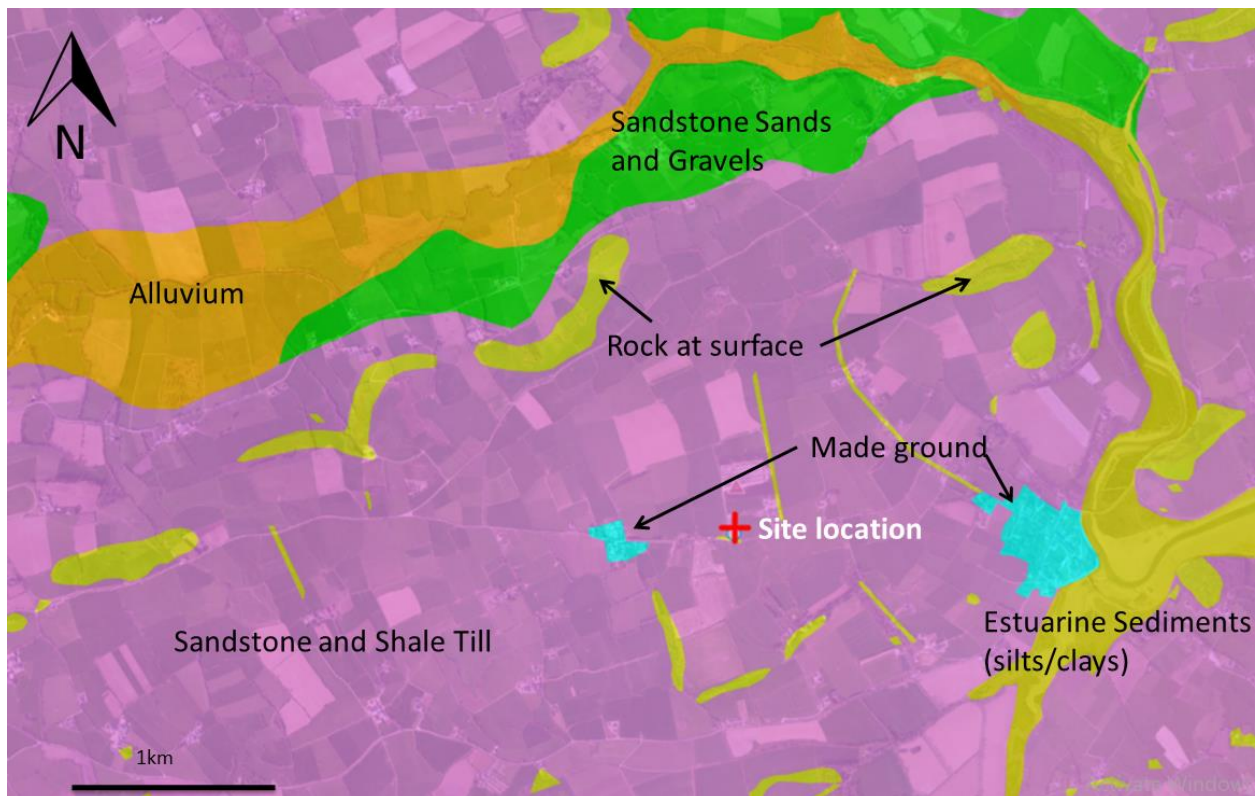 N
Sandstone Sands
and Gravels
Alluvium
Rock at surface
Made ground
Site location
Sandstone and Shale Till
Estuarine Sediments
(silts/clays)
1km